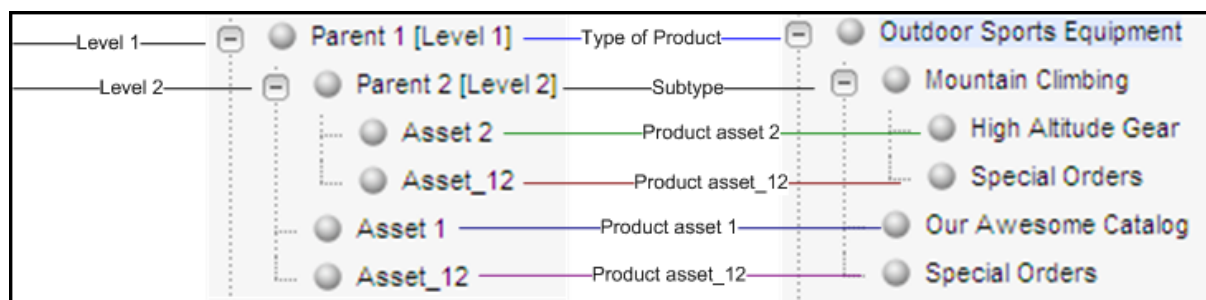 Level 1 Parent 1 [Level 1] Type of Product Outdoor Sports Equipment
Level 2 Parent 2 [Level 2] Subtype Mountain Climbing
Asset 2 Product asset 2 High Altitude Gear
Asset_12 Product asset_12 Special Orders
Asset 1 Product asset 1 Our Awesome Catalog
Asset_12 Product asset_12 Special Orders